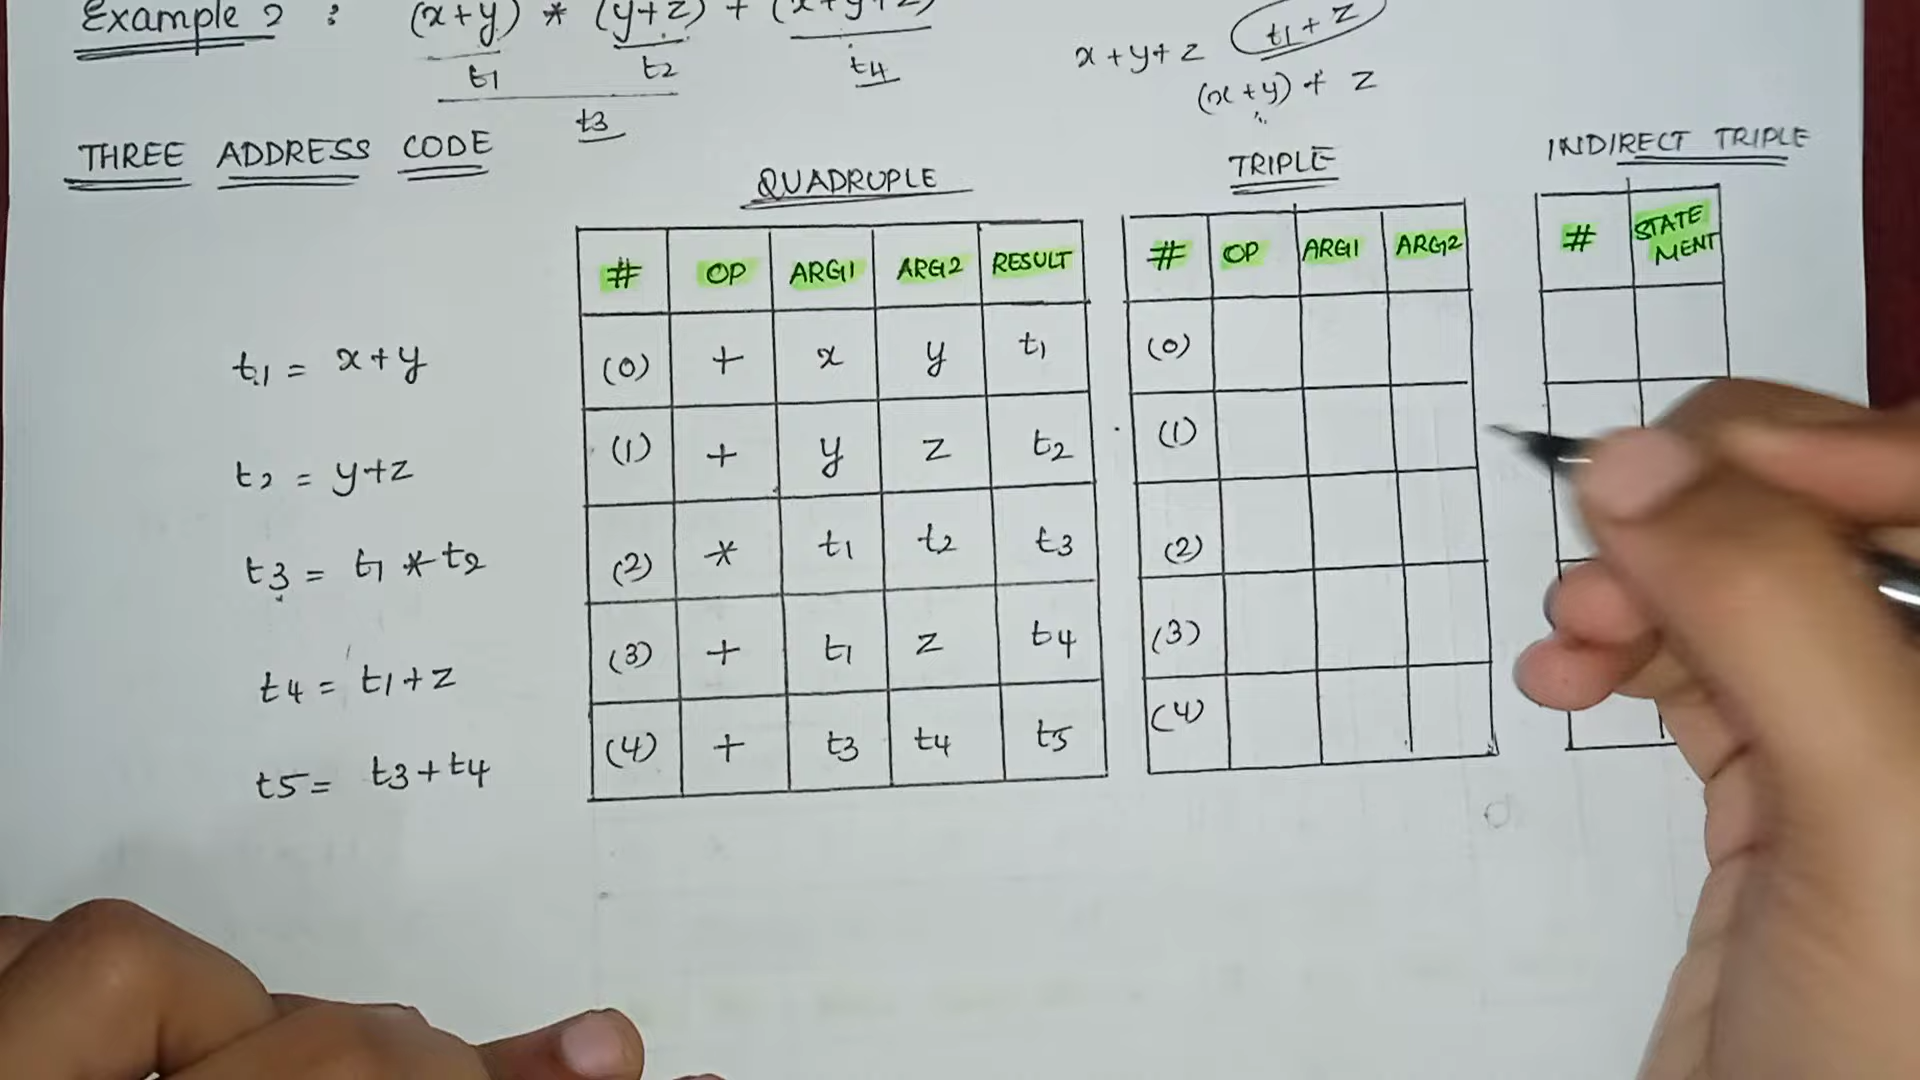 Example 2 : (x+y) * (y+z) + (x+y+z)
t1 t2 t4
t3
x+y+z t1+z
(x+y) + z
THREE ADDRESS CODE
t1 = x+y
t2 = y+z
t3 = t1 * t2
t4 = t1+z
t5 = t3+t4
QUADRUPLE
# OP ARG1 ARG2 RESULT
(0) + x y t1
(1) + y z t2
(2) * t1 t2 t3
(3) + t1 z t4
(4) + t3 t4 t5
TRIPLE
# OP ARG1 ARG2
(0)
(1)
(2)
(3)
(4)
INDIRECT TRIPLE
# STATE
MENT